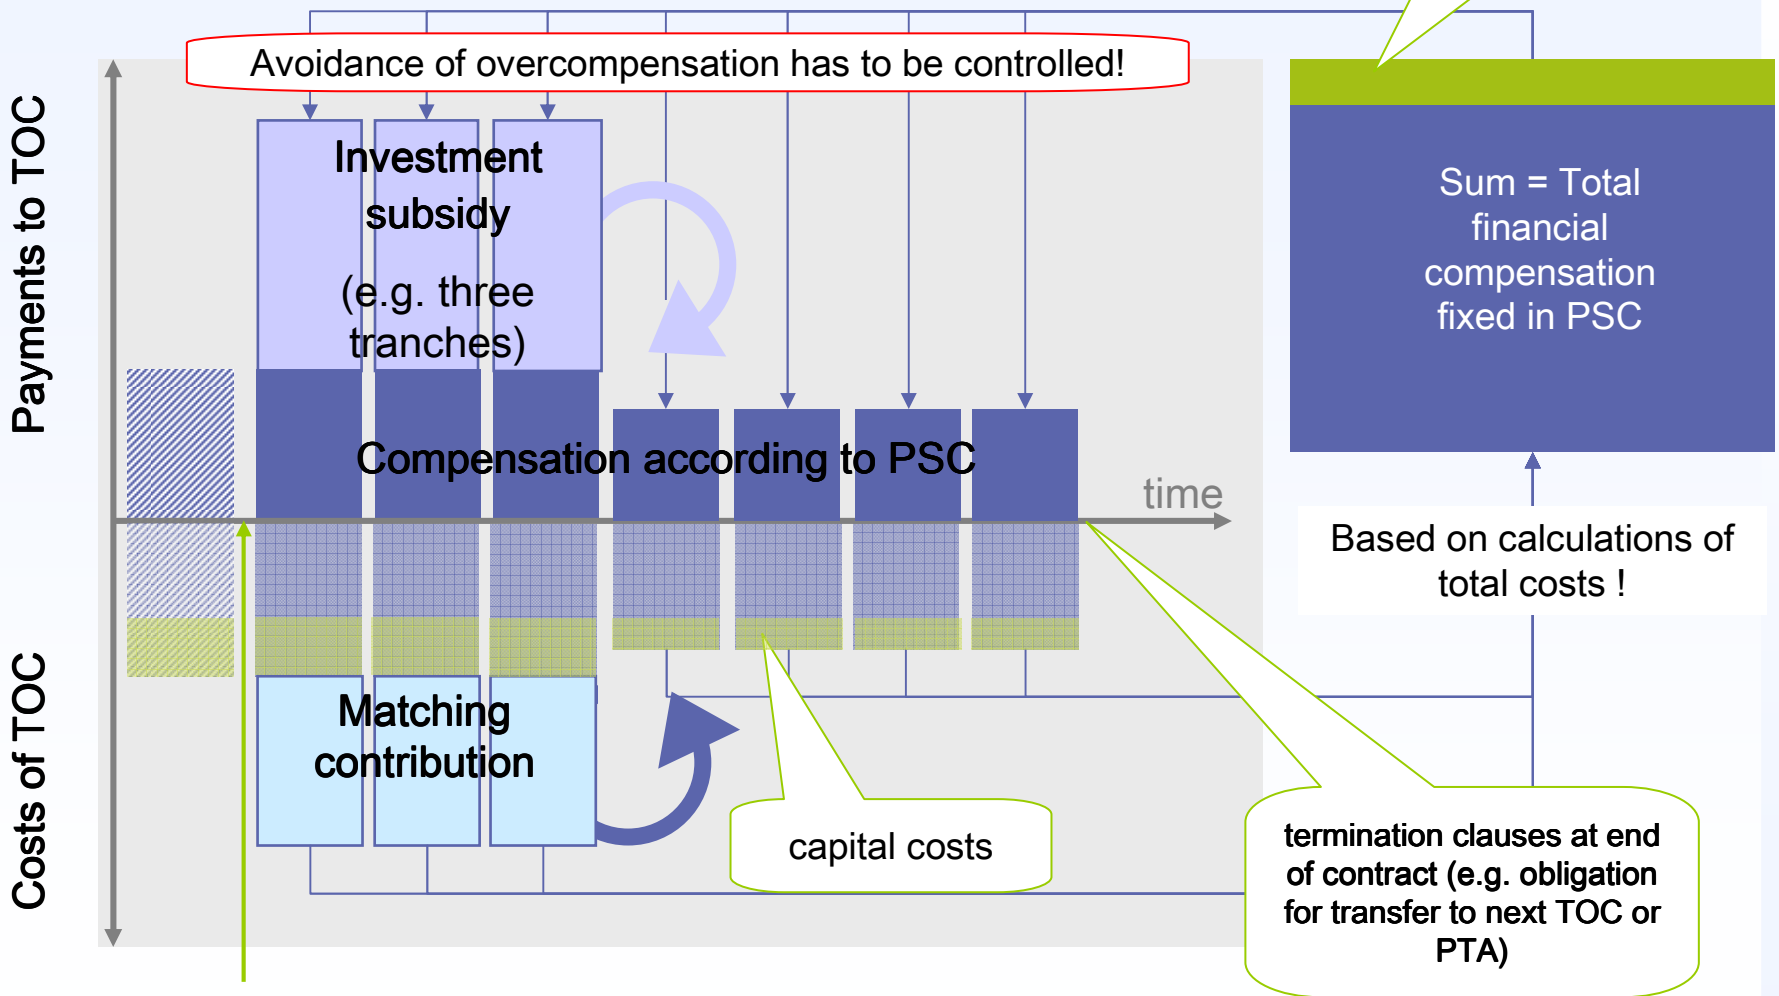 Avoidance of overcompensation has to be controlled!
Payments to TOC
Investment
subsidy
(e.g. three
tranches)
Sum = Total
financial
compensation
fixed in PSC
Compensation according to PSC
time
Based on calculations of
total costs !
Costs of TOC
Matching
contribution
capital costs
termination clauses at end
of contract (e.g. obligation
for transfer to next TOC or
PTA)